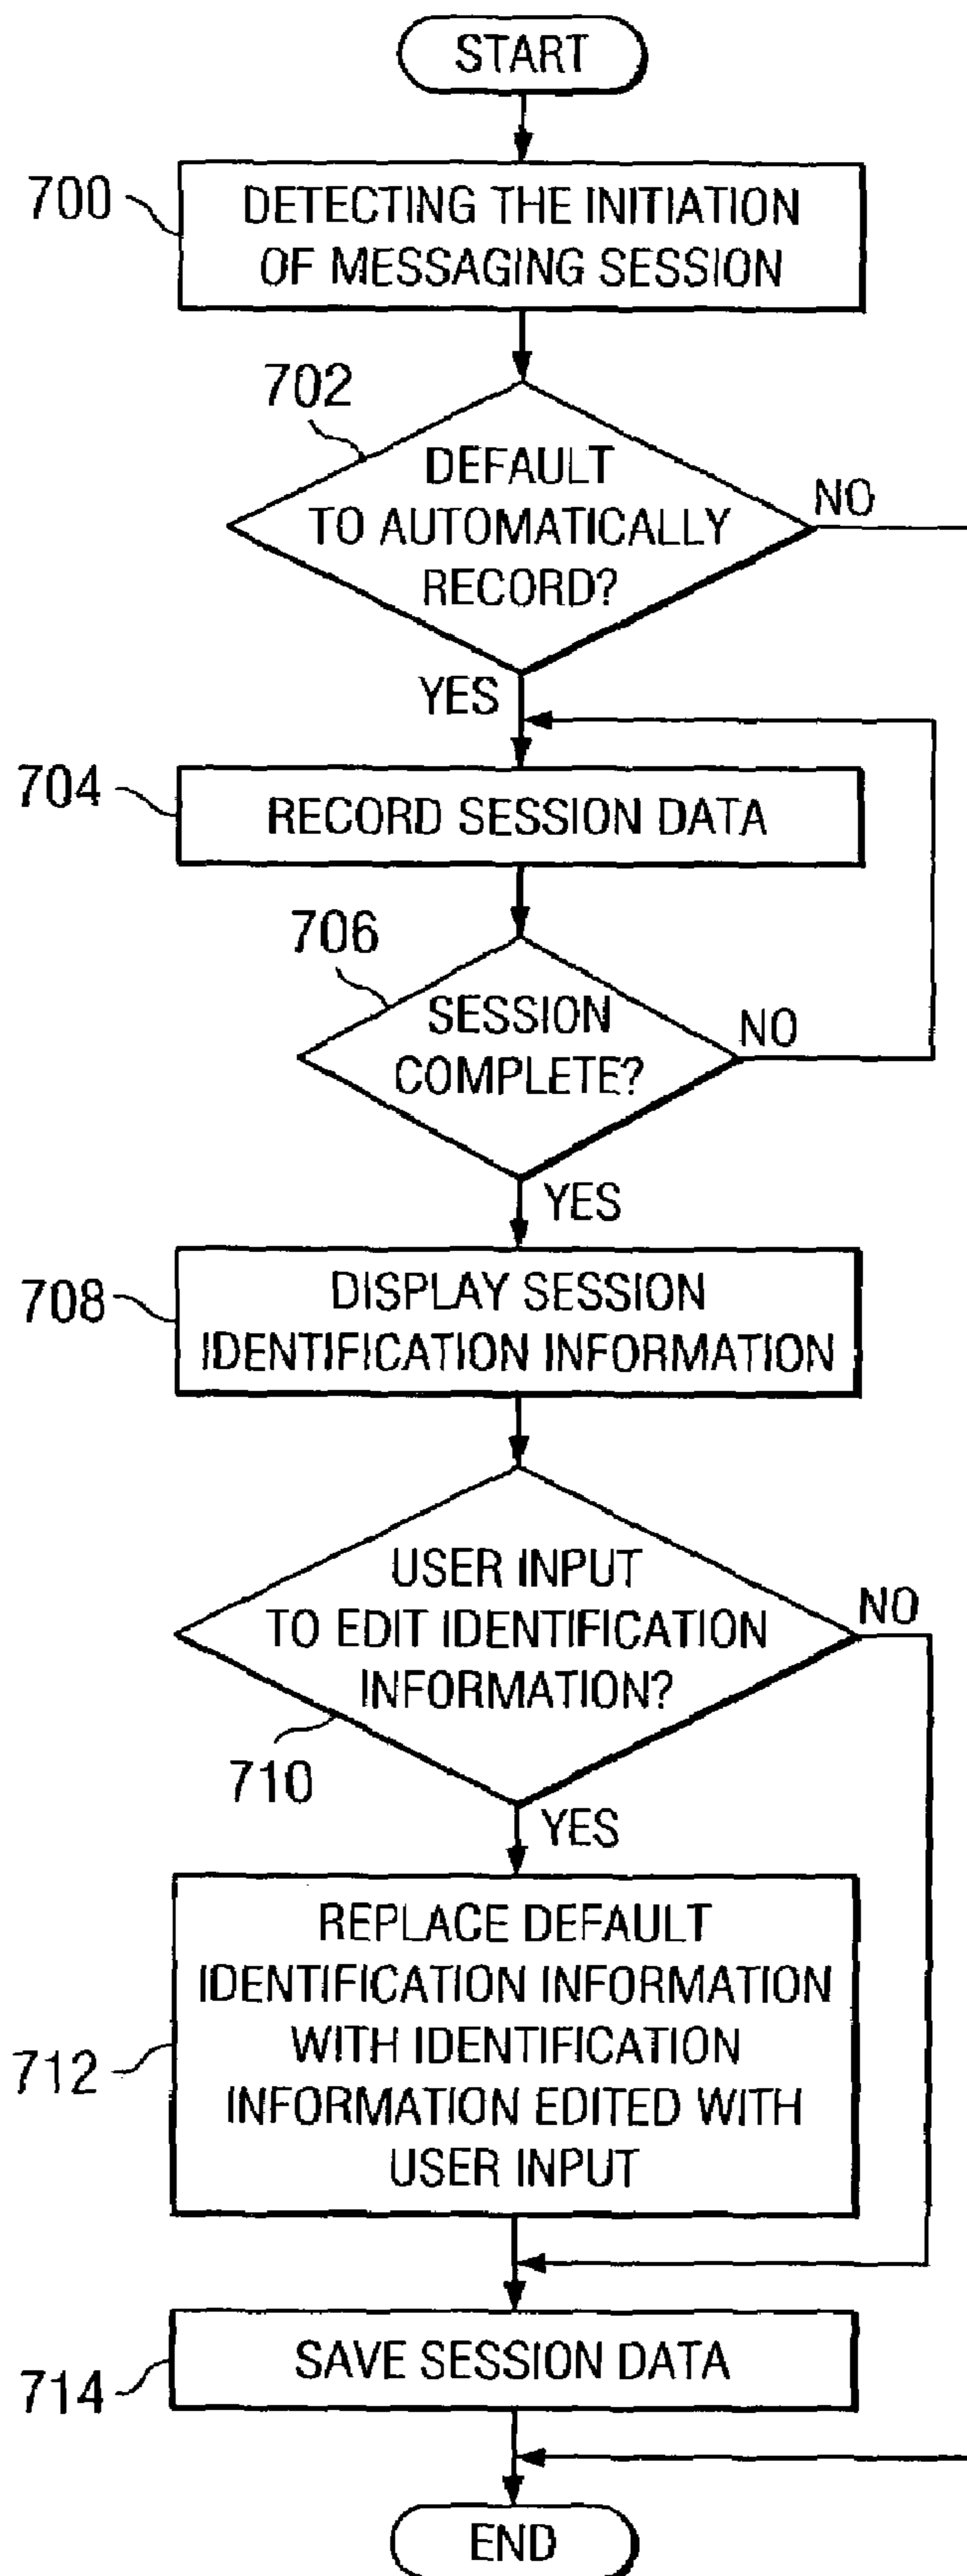 START
700
DETECTING THE INITIATION
OF MESSAGING SESSION
702
DEFAULT
TO AUTOMATICALLY
RECORD?
NO
YES
704
RECORD SESSION DATA
706
SESSION
COMPLETE?
NO
YES
708
DISPLAY SESSION
IDENTIFICATION INFORMATION
USER INPUT
TO EDIT IDENTIFICATION
INFORMATION?
NO
710
YES
REPLACE DEFAULT
IDENTIFICATION INFORMATION
WITH IDENTIFICATION
INFORMATION EDITED WITH
USER INPUT
712
SAVE SESSION DATA
714
END